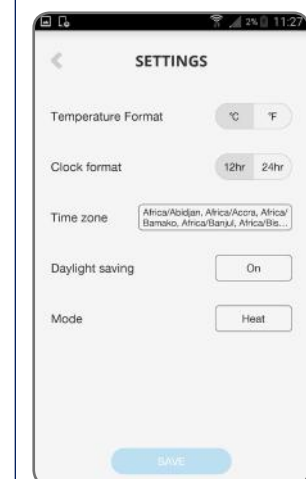 2% 11:27
SETTINGS
Temperature Format °C °F
Clock format 12hr 24hr
Time zone Africa/Abidjan, Africa/Accra, Africa/
Bamako, Africa/Banjul, Africa/Bis...
Daylight saving On
Mode Heat
SAVE